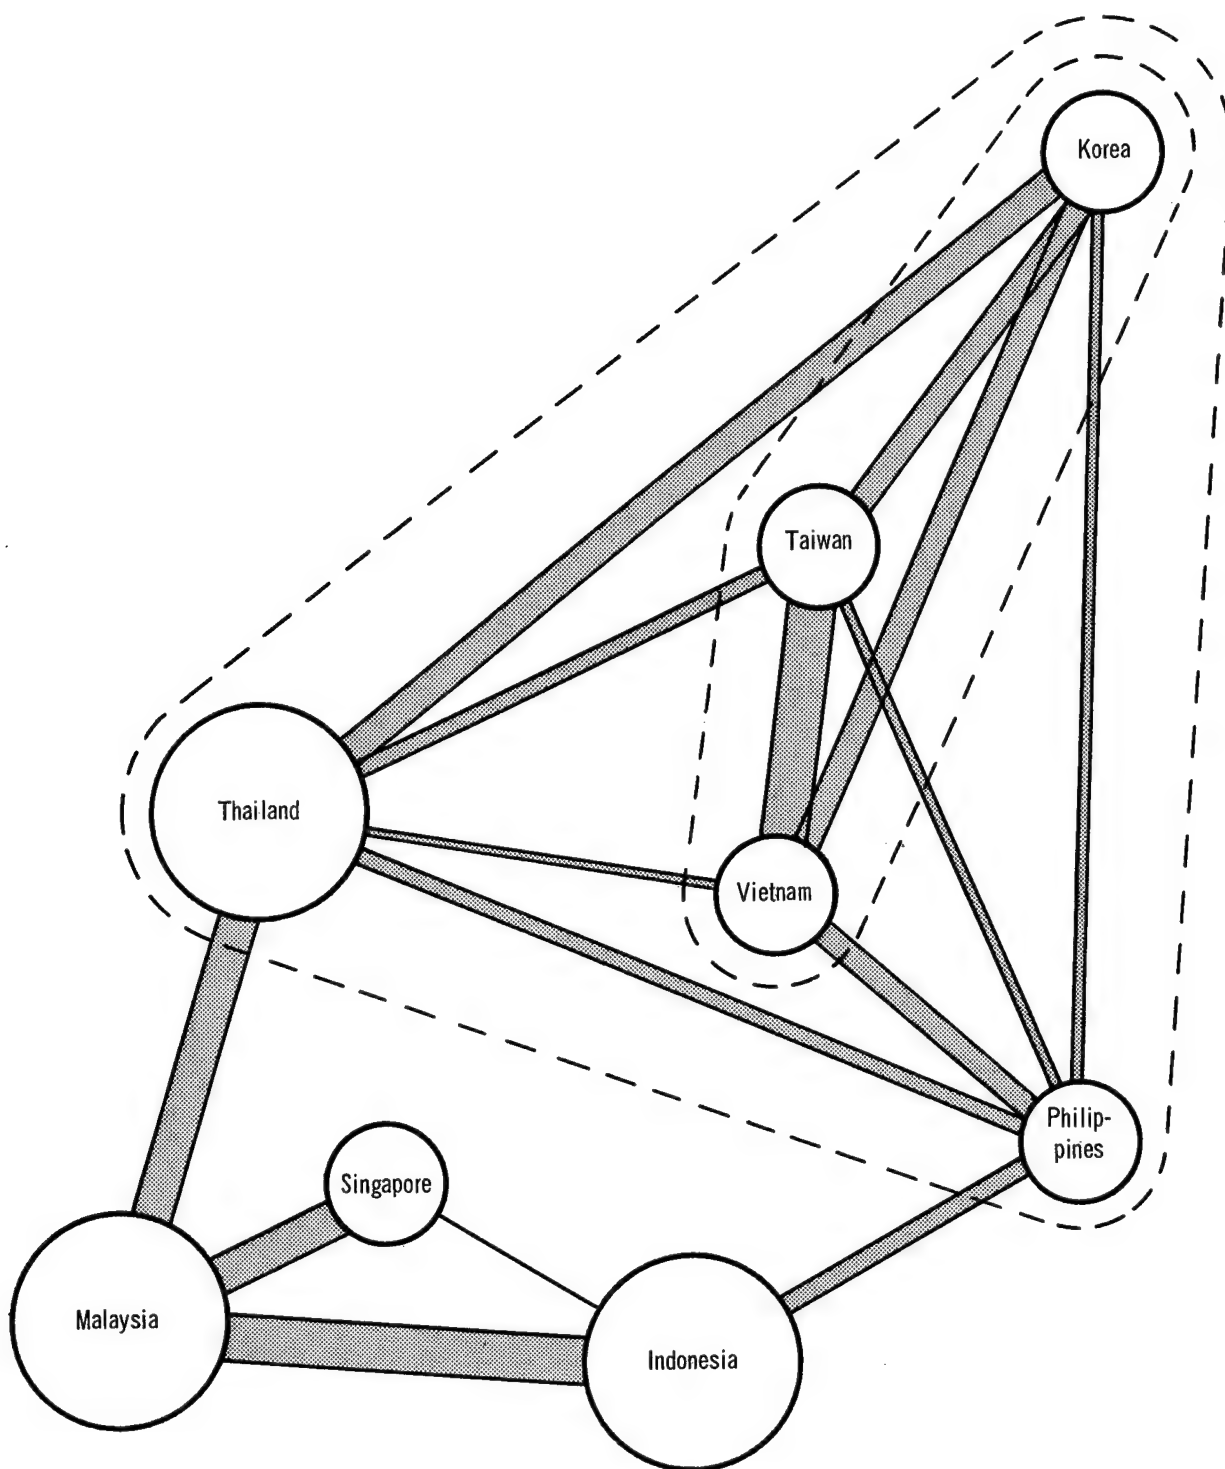 Korea
Taiwan
Thailand
Vietnam
Philip-
pines
Singapore
Malaysia
Indonesia